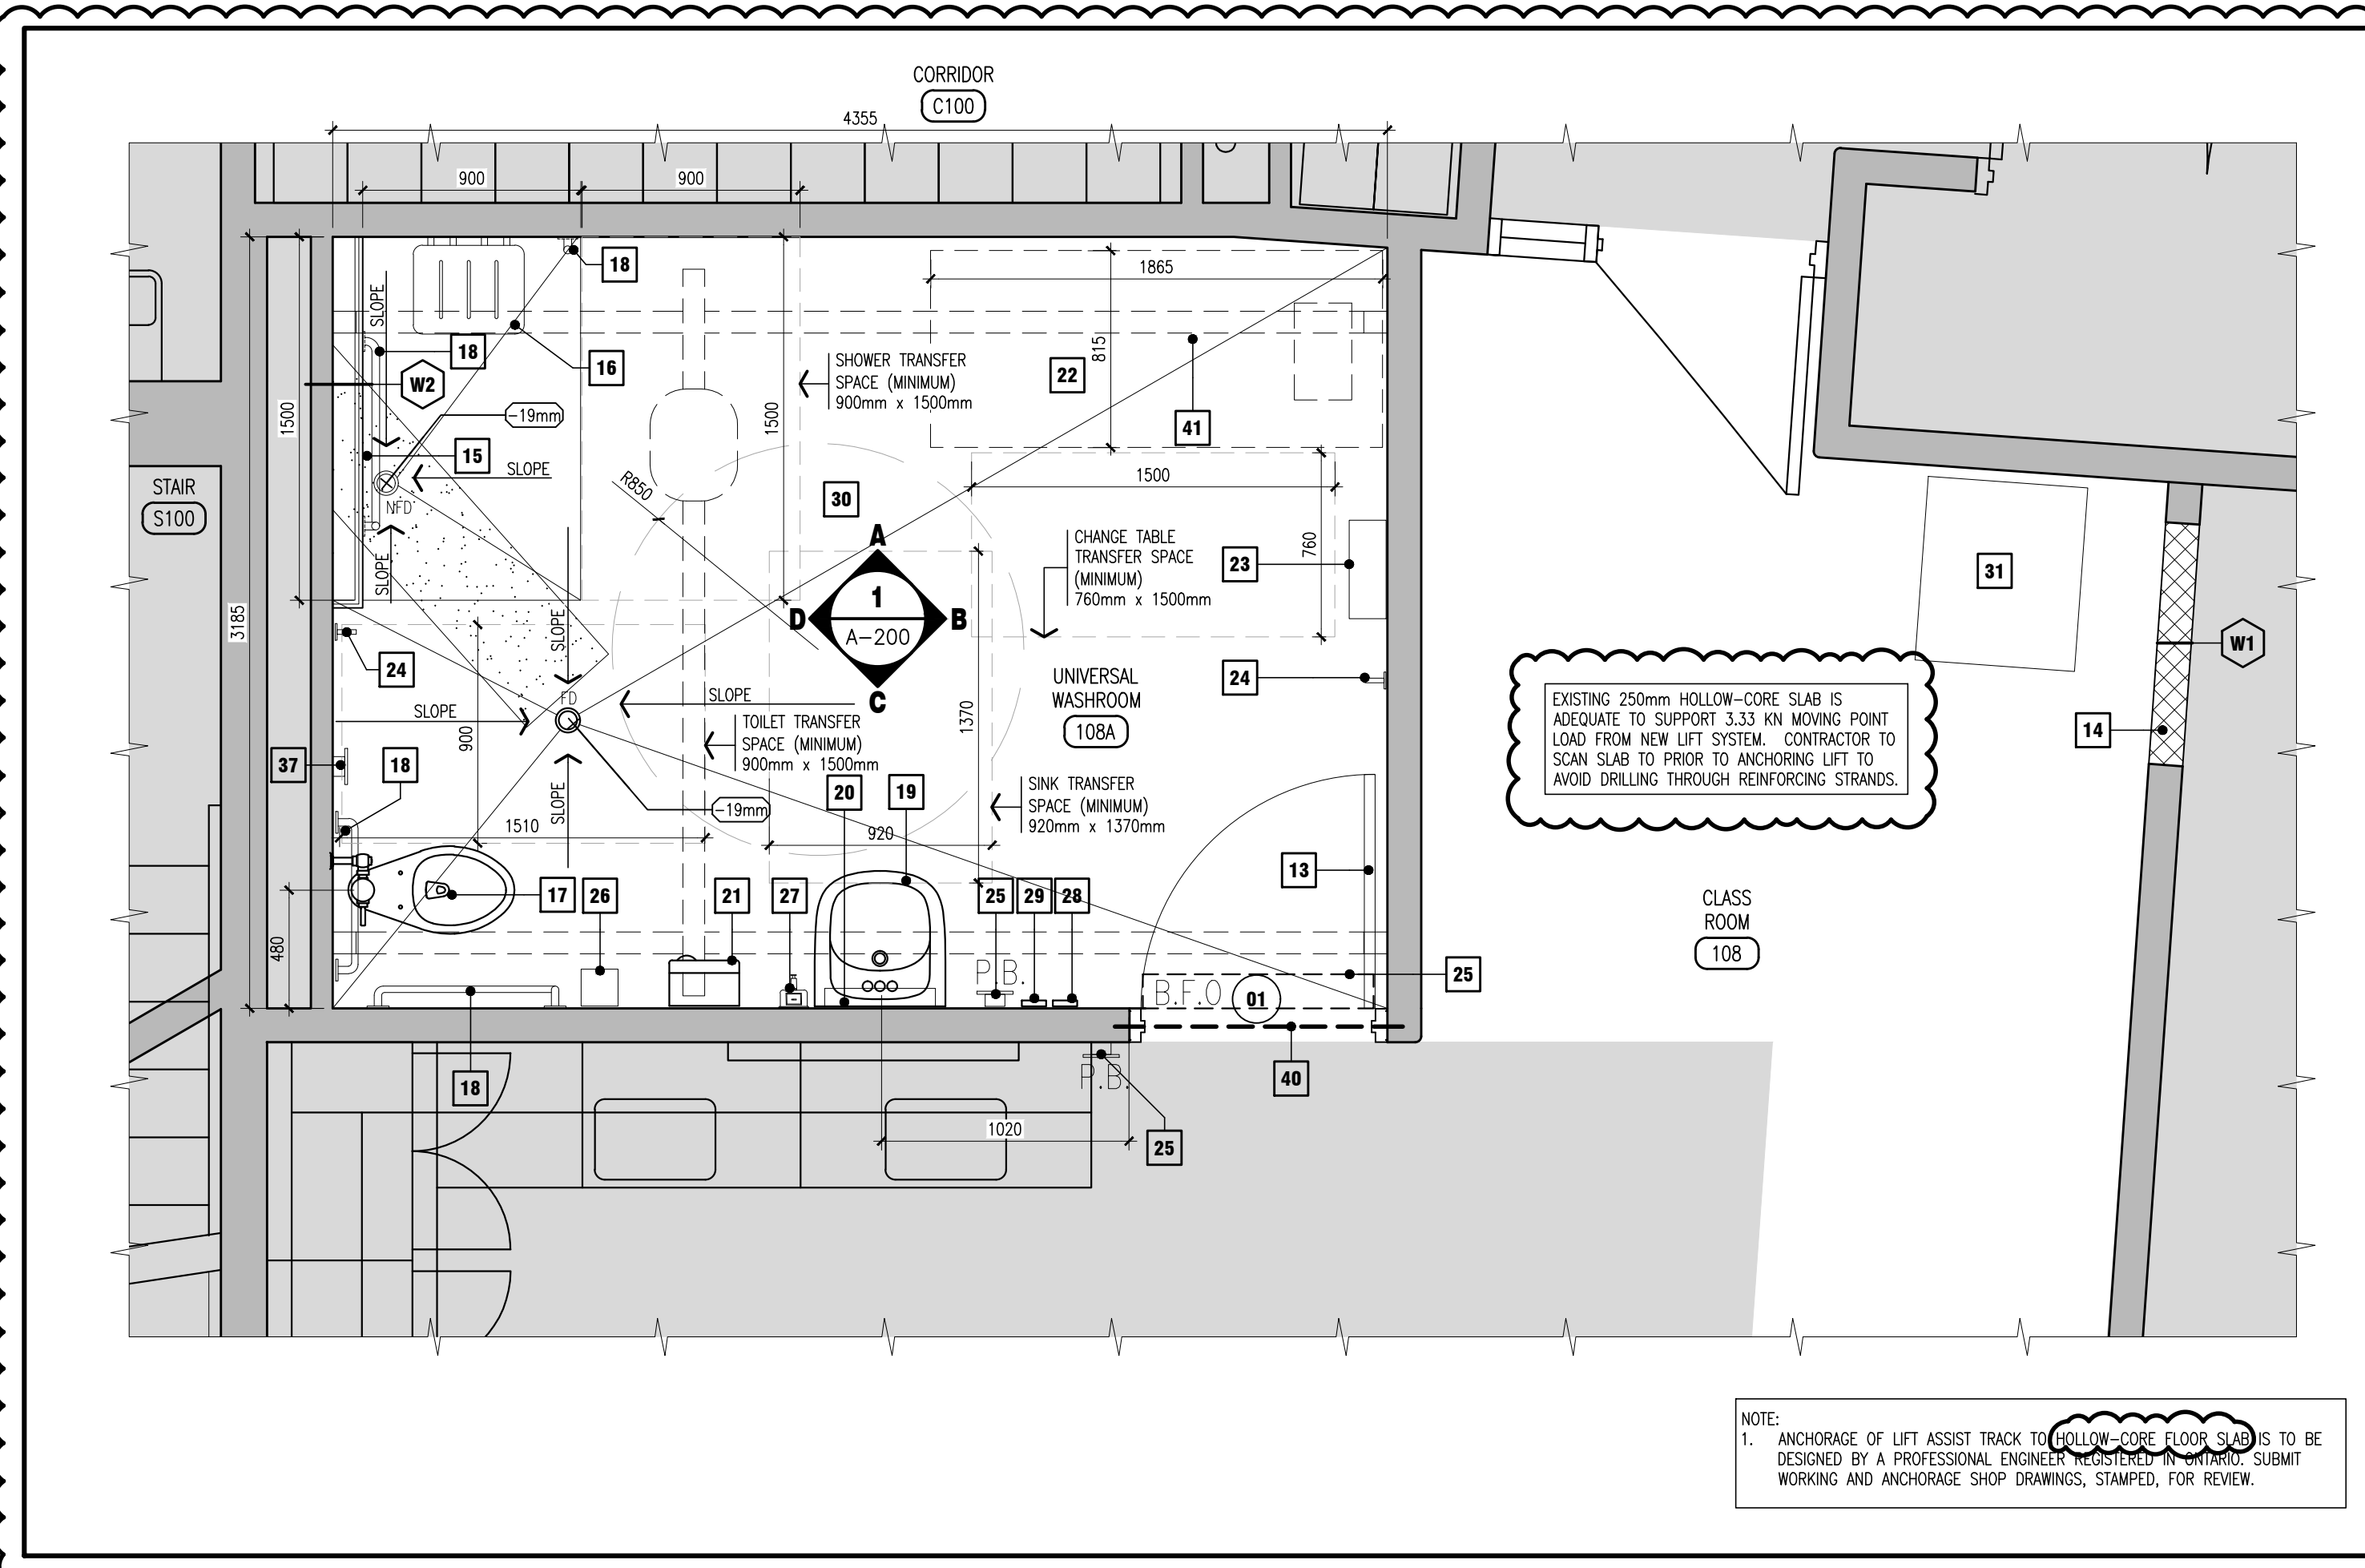 CORRIDOR
C100
4355
900
900
18
1865
SLOPE
18
16
W2
-19mm
1500
15
SLOPE
NFD
SLOPE
1500
SHOWER TRANSFER
SPACE (MINIMUM)
900mm x 1500mm
815
22
41
1500
R850
30
CHANGE TABLE
TRANSFER SPACE
(MINIMUM)
760mm x 1500mm
760
23
STAIR
S100
3185
A
D
1
A-200
B
C
31
W1
24
SLOPE
FD
SLOPE
SLOPE
900
TOILET TRANSFER
SPACE (MINIMUM)
900mm x 1500mm
1370
UNIVERSAL
WASHROOM
108A
24
EXISTING 250mm HOLLOW-CORE SLAB IS
ADEQUATE TO SUPPORT 3.33 KN MOVING POINT
LOAD FROM NEW LIFT SYSTEM. CONTRACTOR TO
SCAN SLAB TO PRIOR TO ANCHORING LIFT TO
AVOID DRILLING THROUGH REINFORCING STRANDS.
14
37
18
SLOPE
-19mm
1510
20
19
920
SINK TRANSFER
SPACE (MINIMUM)
920mm x 1370mm
13
480
17
26
21
27
25
29
28
CLASS
ROOM
108
P.B.
B.F.O
01
25
18
P.B.
40
1020
25
NOTE:
1. ANCHORAGE OF LIFT ASSIST TRACK TO HOLLOW-CORE FLOOR SLAB IS TO BE
DESIGNED BY A PROFESSIONAL ENGINEER REGISTERED IN ONTARIO. SUBMIT
WORKING AND ANCHORAGE SHOP DRAWINGS, STAMPED, FOR REVIEW.